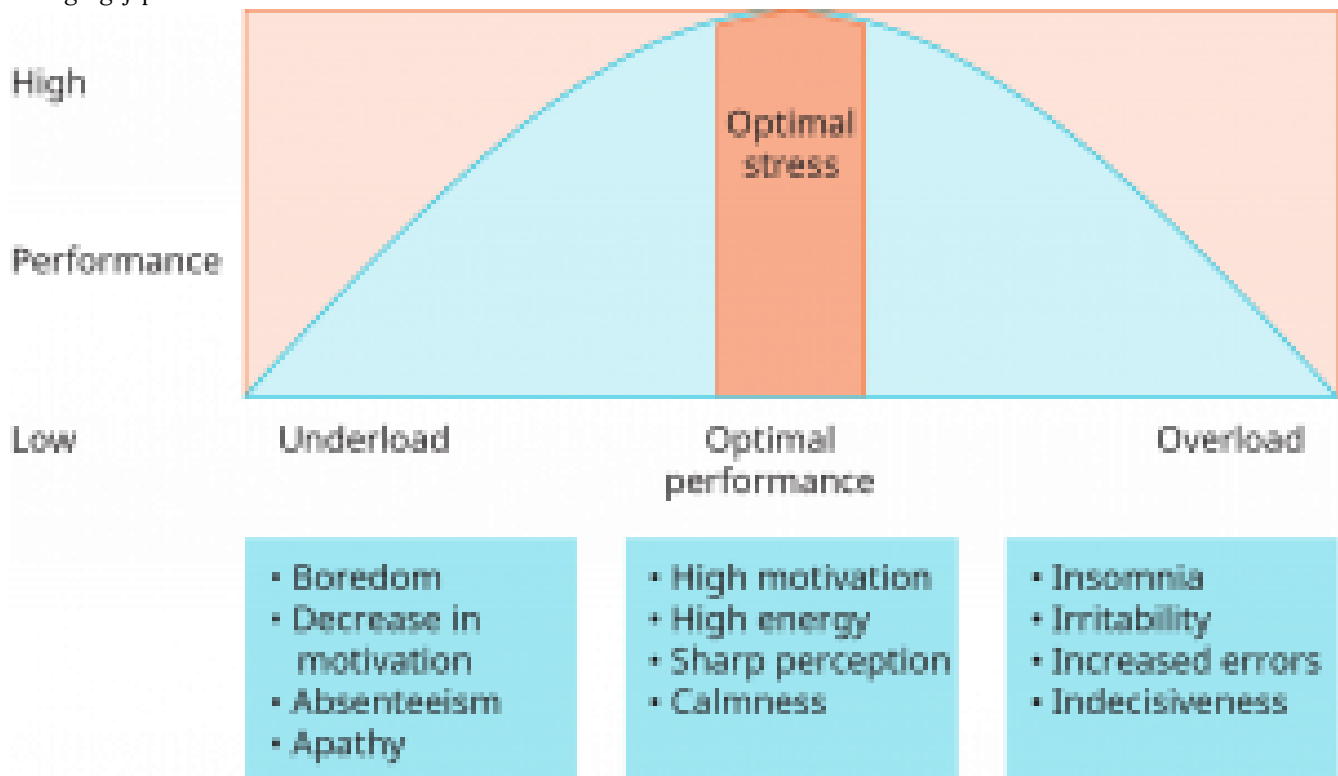 High
Optimal
stress
Performance
Low
Underload
Optimal
performance
Overload
• Boredom
• Decrease in
motivation
• Absenteeism
• Apathy
• High motivation
• High energy
• Sharp perception
• Calmness
• Insomnia
• Irritability
• Increased errors
• Indecisiveness